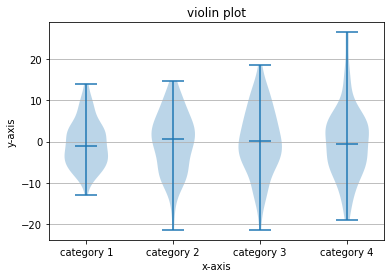 violin plot
y-axis
20
10
0
−10
−20
category 1 category 2 category 3 category 4
x-axis